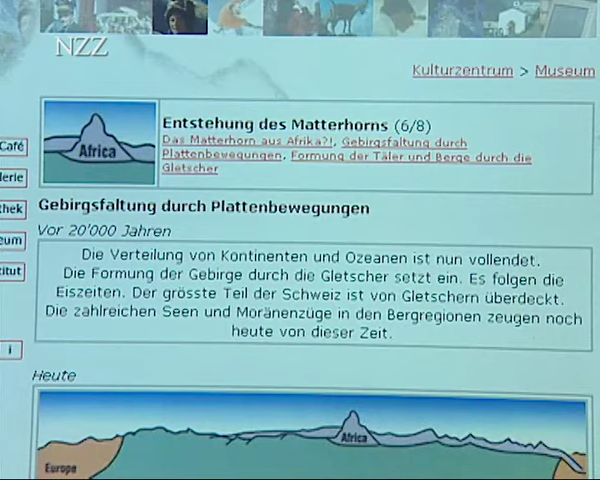 NZZ
Kulturzentrum > Museum
Entstehung des Matterhorns (6/8)
Das Matterhorn aus Afrika?!, Gebirgsfaltung durch
Plattenbewegungen, Formung der Täler und Berge durch die
Gletscher
Africa
Café
lerie
thek
eum
titut
i
Gebirgsfaltung durch Plattenbewegungen
Vor 20'000 Jahren
Die Verteilung von Kontinenten und Ozeanen ist nun vollendet.
Die Formung der Gebirge durch die Gletscher setzt ein. Es folgen die
Eiszeiten. Der grösste Teil der Schweiz ist von Gletschern überdeckt.
Die zahlreichen Seen und Moränenzüge in den Bergregionen zeugen noch
heute von dieser Zeit.
Heute
Africa
Europe